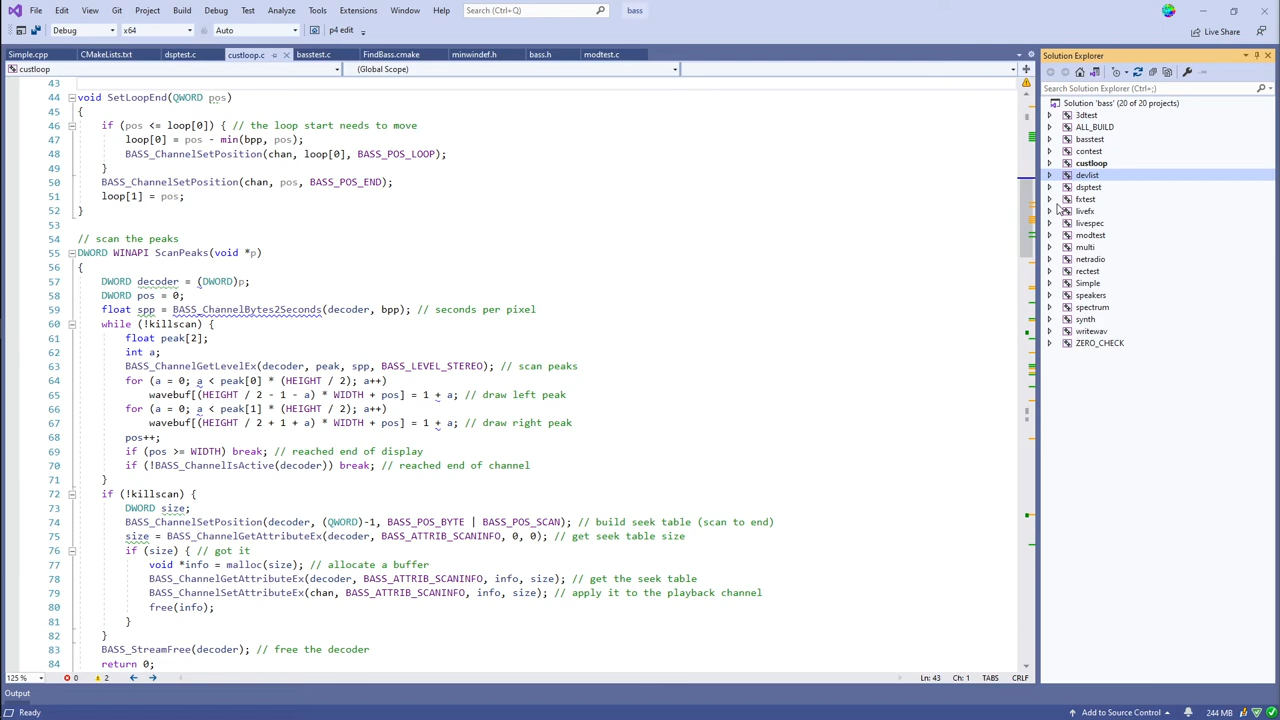 File Edit View Git Project Build Debug Test Analyze Tools Extensions Window Help Search (Ctrl+;) bass
Debug x64 Auto p4 edit Live Share
Simple.cpp CMakeLists.txt dsptest.c custloop.c basstest.c FindBass.cmake minwindef.h bass.h modtest.c
custloop (Global Scope)
43
44 void SetLoopEnd(QWORD pos)
45 {
46 if (pos <= loop[0]) { // the loop start needs to move
47 loop[0] = pos - min(bpp, pos);
48 BASS_ChannelSetPosition(chan, loop[0], BASS_POS_LOOP);
49 }
50 BASS_ChannelSetPosition(chan, pos, BASS_POS_END);
51 loop[1] = pos;
52 }
53
54 // scan the peaks
55 DWORD WINAPI ScanPeaks(void *p)
56 {
57 DWORD decoder = (DWORD)p;
58 DWORD pos = 0;
59 float spp = BASS_ChannelBytes2Seconds(decoder, bpp); // seconds per pixel
60 while (!killscan) {
61 float peak[2];
62 int a;
63 BASS_ChannelGetLevelEx(decoder, peak, spp, BASS_LEVEL_STEREO); // scan peaks
64 for (a = 0; a < peak[0] * (HEIGHT / 2); a++)
65 wavebuf[(HEIGHT / 2 - 1 - a) * WIDTH + pos] = 1 + a; // draw left peak
66 for (a = 0; a < peak[1] * (HEIGHT / 2); a++)
67 wavebuf[(HEIGHT / 2 + 1 + a) * WIDTH + pos] = 1 + a; // draw right peak
68 pos++;
69 if (pos >= WIDTH) break; // reached end of display
70 if (!BASS_ChannelIsActive(decoder)) break; // reached end of channel
71 }
72 if (!killscan) {
73 DWORD size;
74 BASS_ChannelSetPosition(decoder, (QWORD)-1, BASS_POS_BYTE | BASS_POS_SCAN); // build seek table (scan to end)
75 size = BASS_ChannelGetAttributeEx(decoder, BASS_ATTRIB_SCANINFO, 0, 0); // get seek table size
76 if (size) { // got it
77 void *info = malloc(size); // allocate a buffer
78 BASS_ChannelGetAttributeEx(decoder, BASS_ATTRIB_SCANINFO, info, size); // get the seek table
79 BASS_ChannelSetAttributeEx(chan, BASS_ATTRIB_SCANINFO, info, size); // apply it to the playback channel
80 free(info);
81 }
82 }
83 BASS_StreamFree(decoder); // free the decoder
84 return 0;
125 % 0 2 Ln: 43 Ch: 1 TABS CRLF
Solution Explorer
Search Solution Explorer (Ctrl+;)
Solution 'bass' (20 of 20 projects)
3dtest
ALL_BUILD
basstest
contest
custloop
devlist
dsptest
fxtest
livefx
livespec
modtest
multi
netradio
rectest
Simple
speakers
spectrum
synth
writewav
ZERO_CHECK
Output
Ready Add to Source Control 244 MB